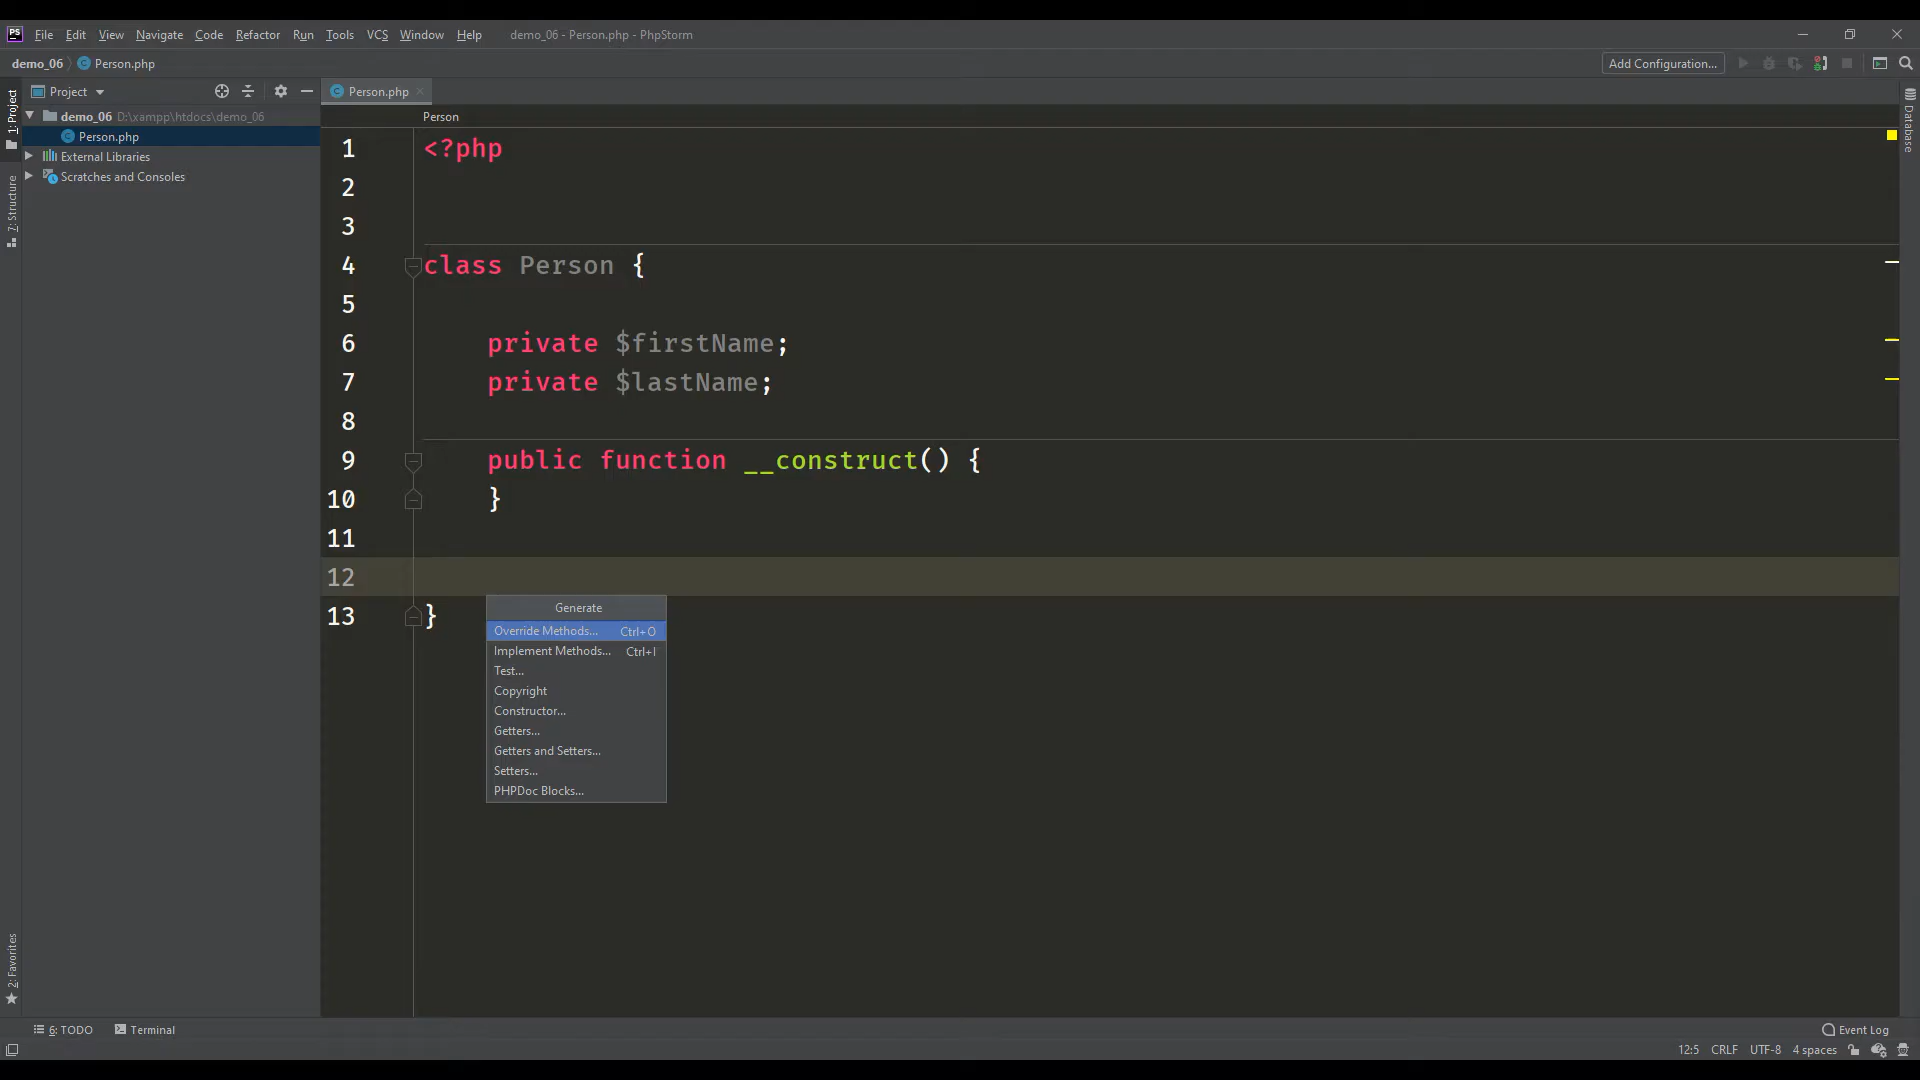 PS File Edit View Navigate Code Refactor Run Tools VCS Window Help demo_06 - Person.php - PhpStorm
demo_06 Person.php Add Configuration...
1: Project
7: Structure
2: Favorites
Project
demo_06 D:\xampp\htdocs\demo_06
Person.php
External Libraries
Scratches and Consoles
Person.php
Person
1 <?php
2
3
4 class Person {
5
6 private $firstName;
7 private $lastName;
8
9 public function __construct() {
10 }
11
12
13 }
Generate
Override Methods... Ctrl+O
Implement Methods... Ctrl+I
Test...
Copyright
Constructor...
Getters...
Getters and Setters...
Setters...
PHPDoc Blocks...
Database
6: TODO Terminal Event Log
12:5 CRLF UTF-8 4 spaces